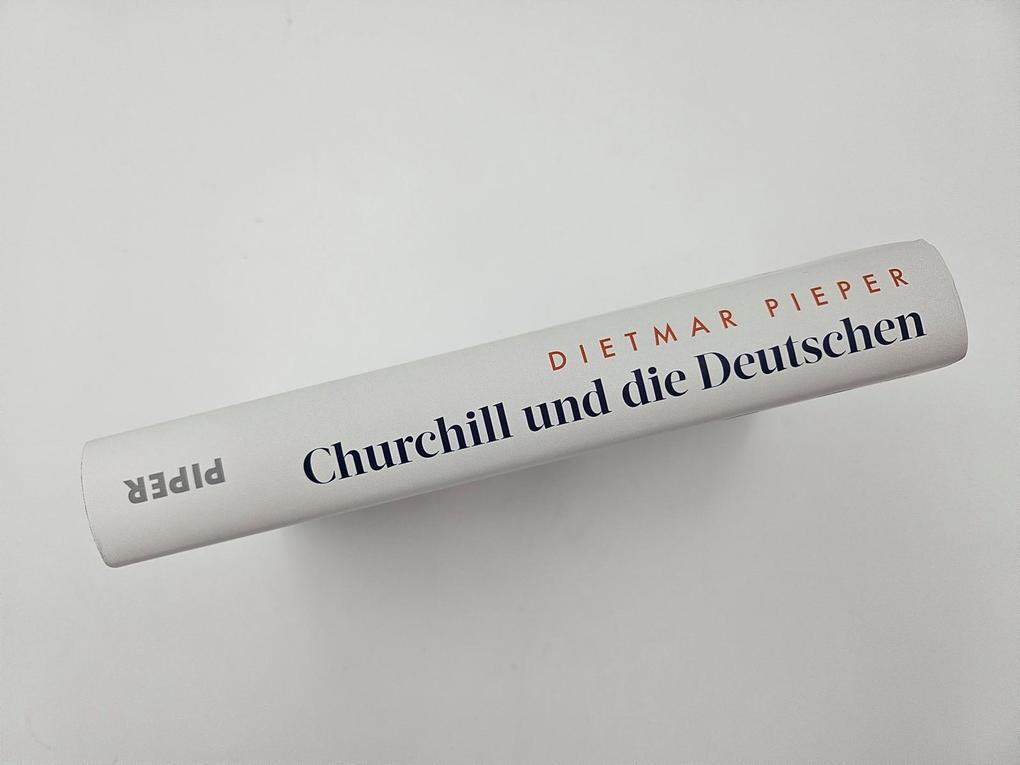 DIETMAR PIEPER
Churchill und die Deutschen
PIPER